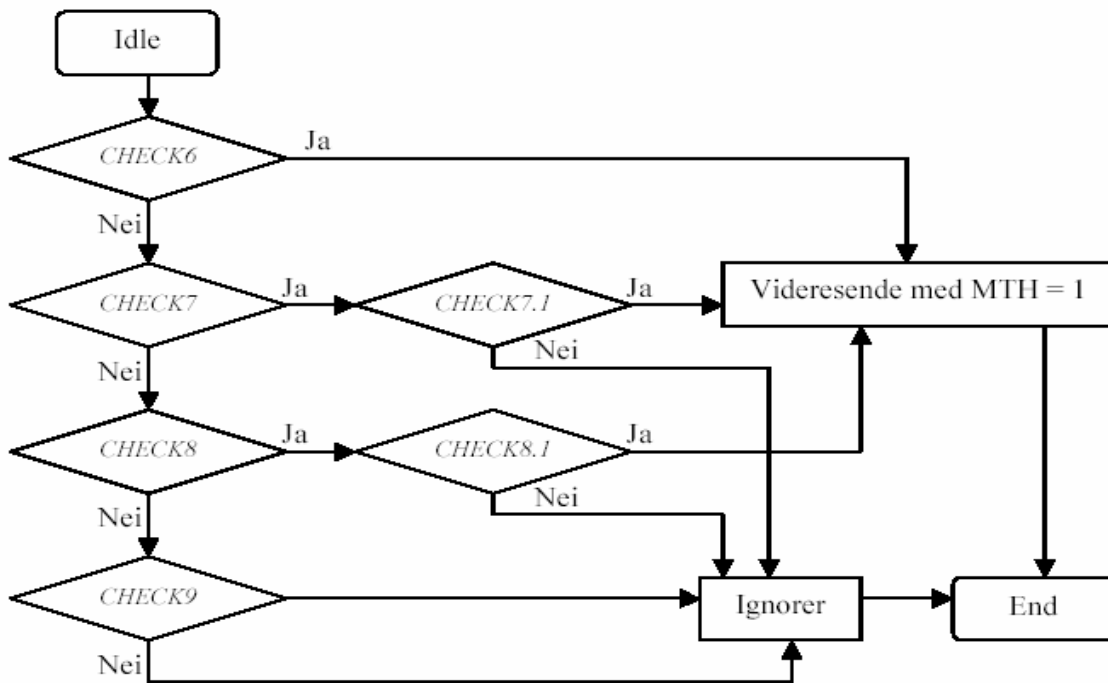 Idle
CHECK6
Ja
Nei
CHECK7
Ja
CHECK7.1
Ja
Videresende med MTH = 1
Nei
Nei
CHECK8
Ja
CHECK8.1
Ja
Nei
Nei
CHECK9
Ignorer
End
Nei